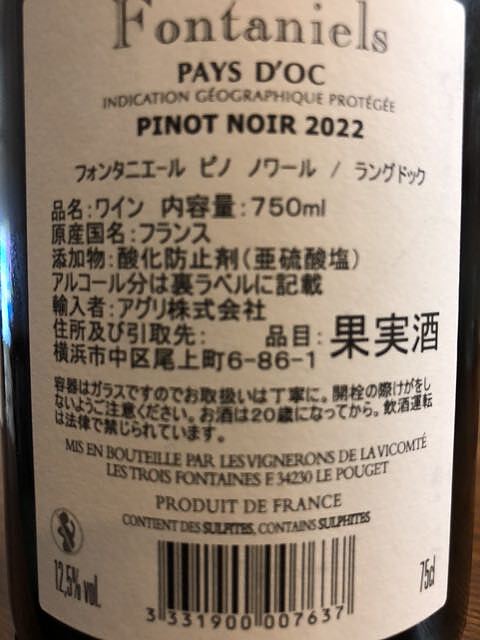 Fontaniels
PAYS D'OC
INDICATION GÉOGRAPHIQUE PROTÉGÉE
PINOT NOIR 2022
フォンタニエール ピノ ノワール / ラングドック
品名:ワイン 内容量:750ml
原産国名:フランス
添加物:酸化防止剤(亜硫酸塩)
アルコール分は裏ラベルに記載
輸入者:アグリ株式会社
住所及び引取先: 品目:果実酒
横浜市中区尾上町6-86-1
容器はガラスですのでお取扱いは丁寧に。開栓の際けがをし
ないようご注意ください。お酒は20歳になってから。飲酒運転
は法律で禁じられています。
MIS EN BOUTEILLE PAR LES VIGNERONS DE LA VICOMTÉ
LES TROIS FONTAINES F 34230 LE POUGET
PRODUIT DE FRANCE
CONTIENT DES SULFITES, CONTAINS SULPHITES
12,5% vol.
75cl
3 331900 007637